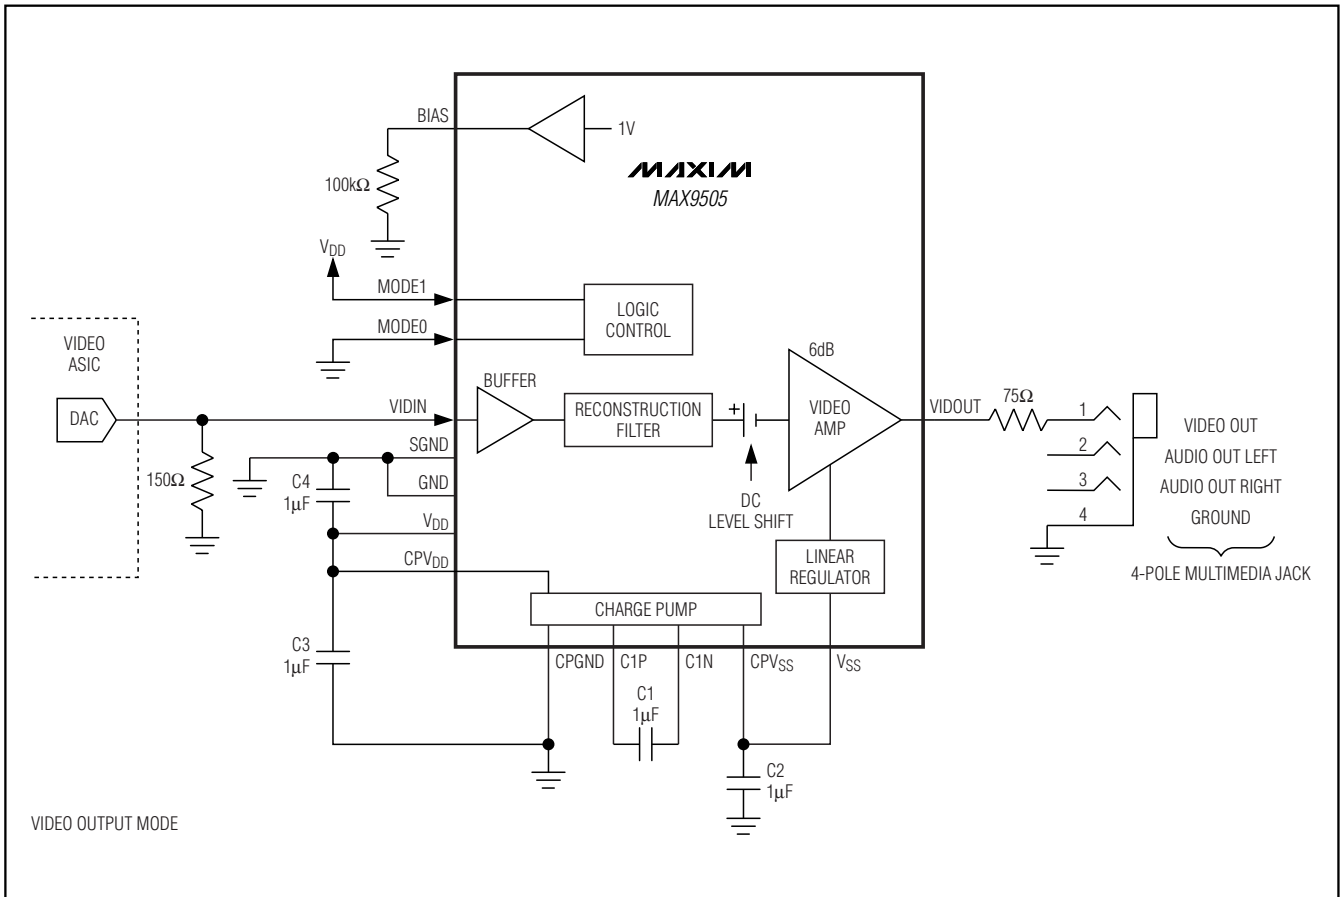 BIAS
1V
MAXIM
MAX9505
100kΩ
VDD
MODE1
MODE0
LOGIC
CONTROL
VIDEO
ASIC
DAC
VIDIN
BUFFER
RECONSTRUCTION
FILTER
+
DC
LEVEL SHIFT
6dB
VIDEO
AMP
VIDOUT
75Ω
1
2
3
4
VIDEO OUT
AUDIO OUT LEFT
AUDIO OUT RIGHT
GROUND
4-POLE MULTIMEDIA JACK
150Ω
SGND
GND
C4
1µF
VDD
CPVDD
LINEAR
REGULATOR
CHARGE PUMP
C3
1µF
CPGND
C1P
C1N
CPVSS
VSS
C1
1µF
C2
1µF
VIDEO OUTPUT MODE